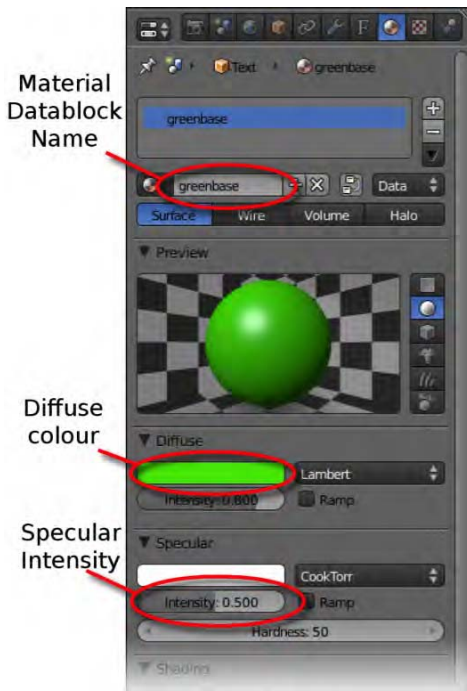 F
Text
greenbase
Material
Datablock
Name
greenbase
greenbase
Data
Surface Wire Volume Halo
Preview
Diffuse
colour
Diffuse
Lambert
Intensity: 0.800 Ramp
Specular
Intensity
Specular
CookTorr
Intensity: 0.500 Ramp
Hardness: 50
Shading